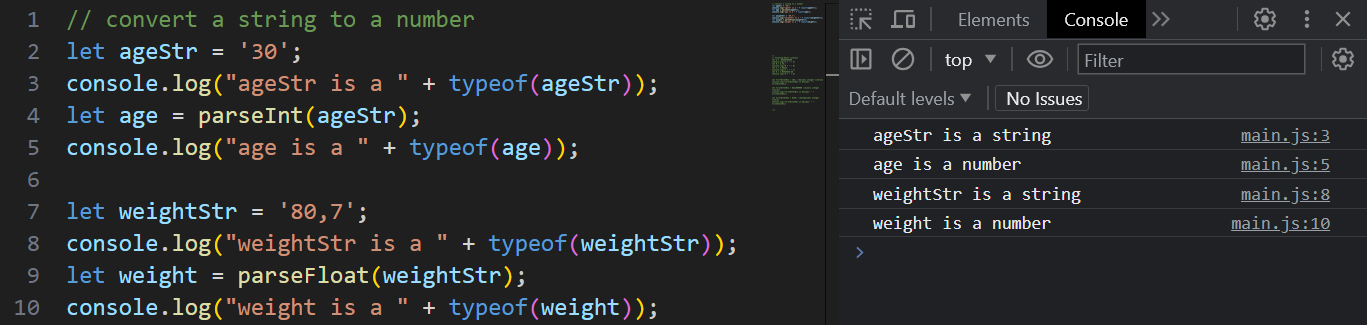 1 // convert a string to a number
2 let ageStr = '30';
3 console.log("ageStr is a " + typeof(ageStr));
4 let age = parseInt(ageStr);
5 console.log("age is a " + typeof(age));
6
7 let weightStr = '80,7';
8 console.log("weightStr is a " + typeof(weightStr));
9 let weight = parseFloat(weightStr);
10 console.log("weight is a " + typeof(weight));
Elements Console
top Filter
Default levels No Issues
ageStr is a string main.js:3
age is a number main.js:5
weightStr is a string main.js:8
weight is a number main.js:10